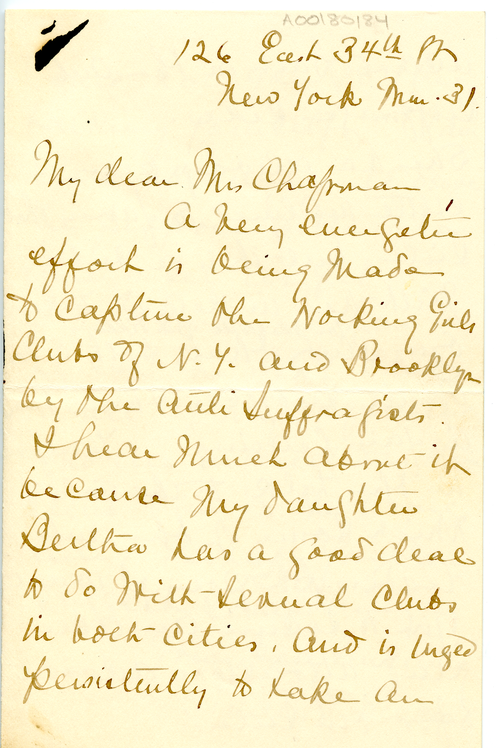 A00180184
126 East 34th St
New York Mar. 31.
My dear Mrs Chapman
A very energetic
effort is being made
to capture the Working Girls
Clubs of N.Y. and Brooklyn
by the Anti Suffragists.
I hear much about it
because my daughter
Bertha has a good deal
to do with several clubs
in both cities, and is urged
persistently to take an